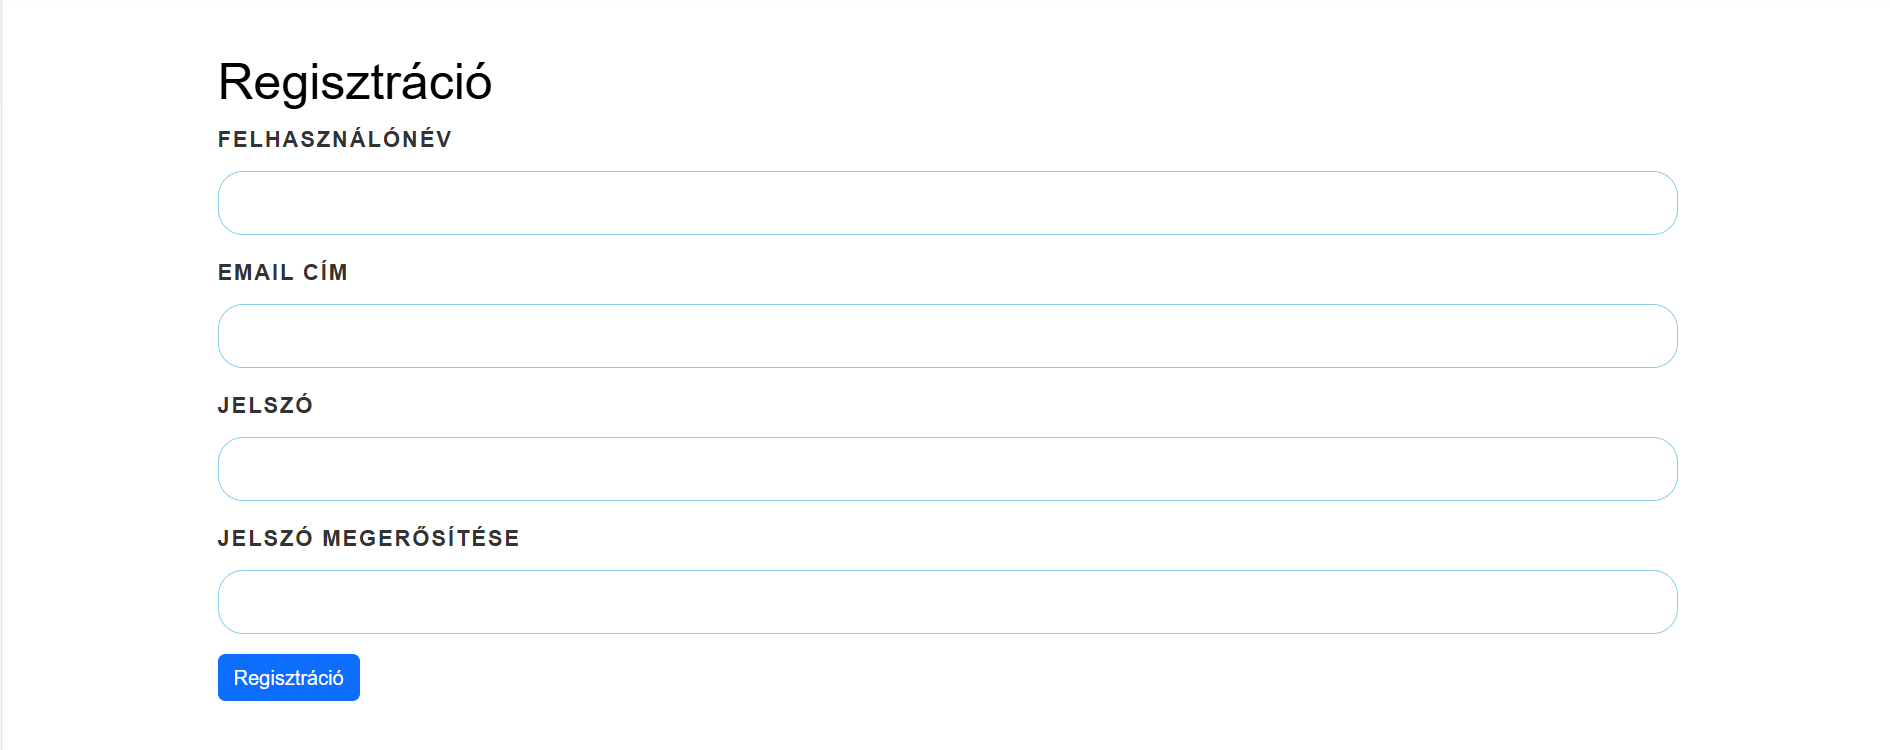 Regisztráció
FELHASZNÁLÓNÉV
EMAIL CÍM
JELSZÓ
JELSZÓ MEGERŐSÍTÉSE
Regisztráció